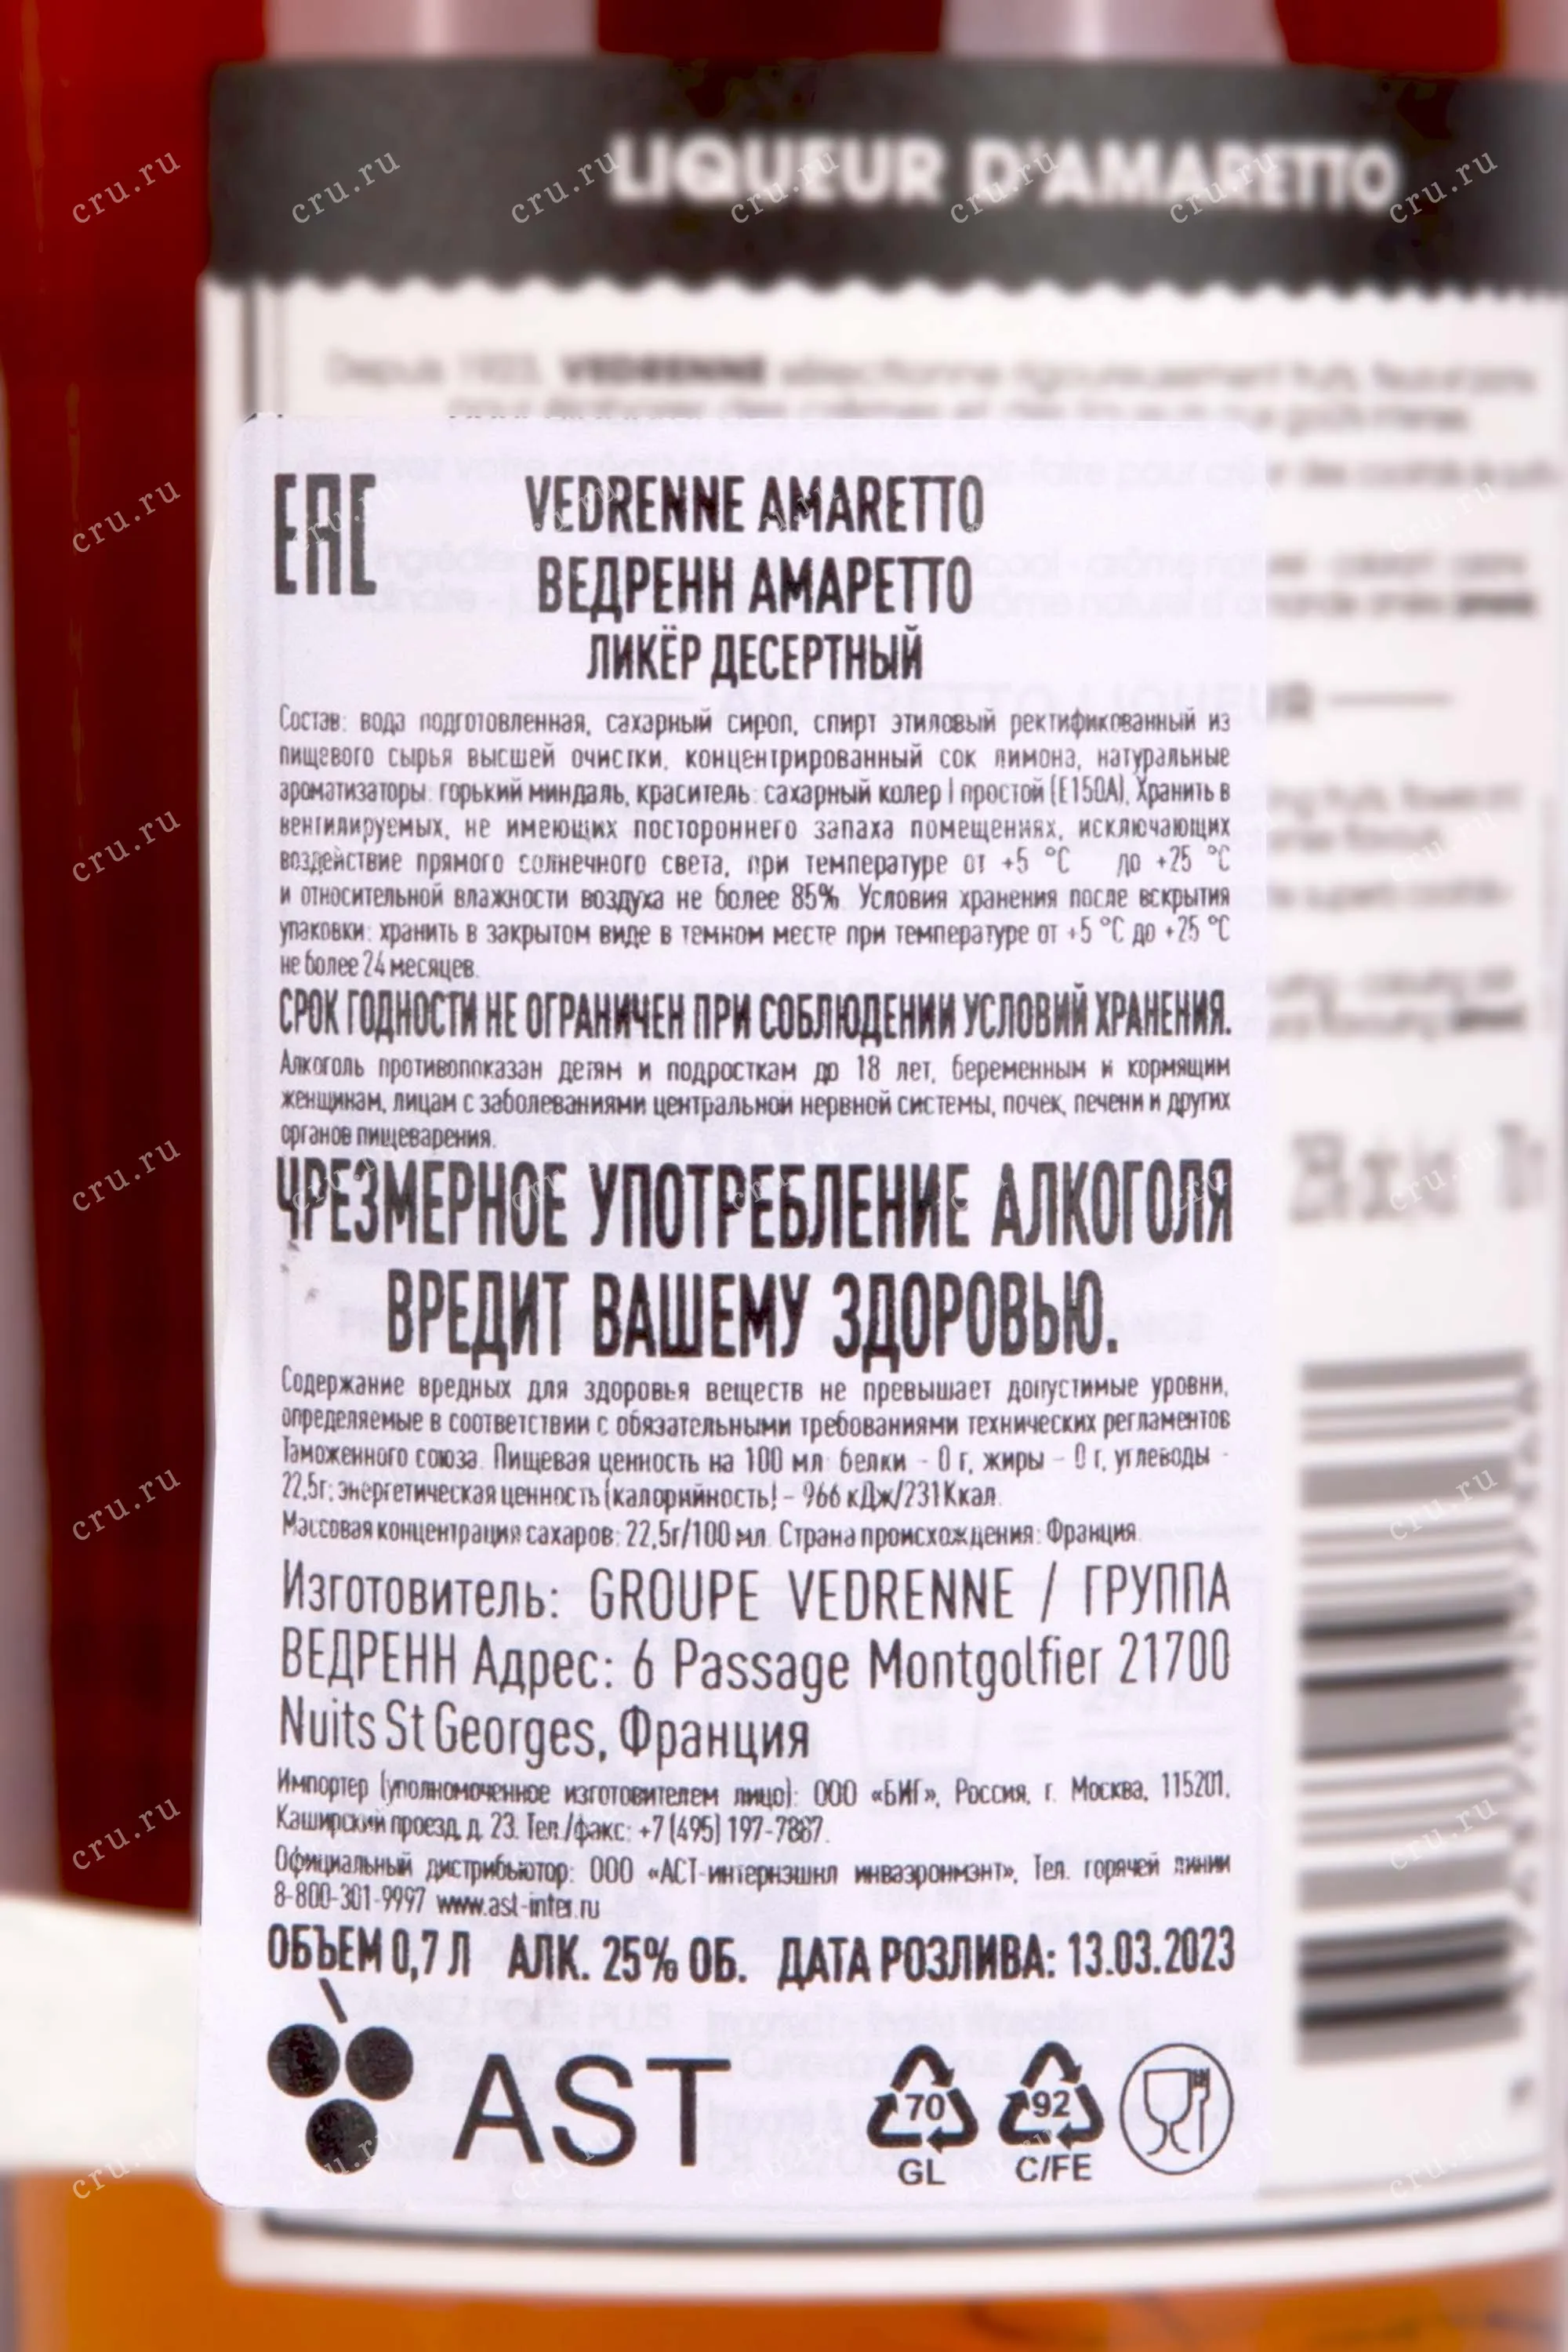 LIQUEUR D'AMARETTO
Depuis 1923, VEDRENNE sélectionne rigoureusement
EAC
VEDRENNE AMARETTO
ВЕДРЕНН АМАРЕТТО
ЛИКЁР ДЕСЕРТНЫЙ
Состав: вода подготовленная, сахарный сироп, спирт этиловый ректификованный из
пищевого сырья высшей очистки, концентрированный сок лимона, натуральные
ароматизаторы: горький миндаль, краситель: сахарный колер I простой (Е150А). Хранить в
вентилируемых, не имеющих постороннего запаха помещениях, исключающих
воздействие прямого солнечного света, при температуре от +5 °C до +25 °C
и относительной влажности воздуха не более 85%. Условия хранения после вскрытия
упаковки: хранить в закрытом виде в темном месте при температуре от +5 °C до +25 °C
не более 24 месяцев.
СРОК ГОДНОСТИ НЕ ОГРАНИЧЕН ПРИ СОБЛЮДЕНИИ УСЛОВИЙ ХРАНЕНИЯ.
Алкоголь противопоказан детям и подросткам до 18 лет, беременным и кормящим
женщинам, лицам с заболеваниями центральной нервной системы, почек, печени и других
органов пищеварения.
ЧРЕЗМЕРНОЕ УПОТРЕБЛЕНИЕ АЛКОГОЛЯ
ВРЕДИТ ВАШЕМУ ЗДОРОВЬЮ.
Содержание вредных для здоровья веществ не превышает допустимые уровни,
определяемые в соответствии с обязательными требованиями технических регламентов
Таможенного союза. Пищевая ценность на 100 мл: белки - 0 г, жиры - 0 г, углеводы -
22,5г; энергетическая ценность (калорийность) - 966 кДж/231Ккал.
Массовая концентрация сахаров: 22,5г/100 мл. Страна происхождения: Франция.
Изготовитель: GROUPE VEDRENNE / ГРУППА
ВЕДРЕНН Адрес: 6 Passage Montgolfier 21700
Nuits St Georges, Франция
Импортер (уполномоченное изготовителем лицо): ООО «БИГ», Россия, г. Москва, 115201,
Каширский проезд, д. 23. Тел./факс: +7 (495) 197-7867.
Официальный дистрибьютор: ООО «АСТ-интернэшнл инваэронмэнт», Тел. горячей линии
8-800-301-9997 www.ast-inter.ru
ОБЪЕМ 0,7 Л АЛК. 25% ОБ. ДАТА РОЗЛИВА: 13.03.2023
AST
70
GL
92
C/FE
cru.ru